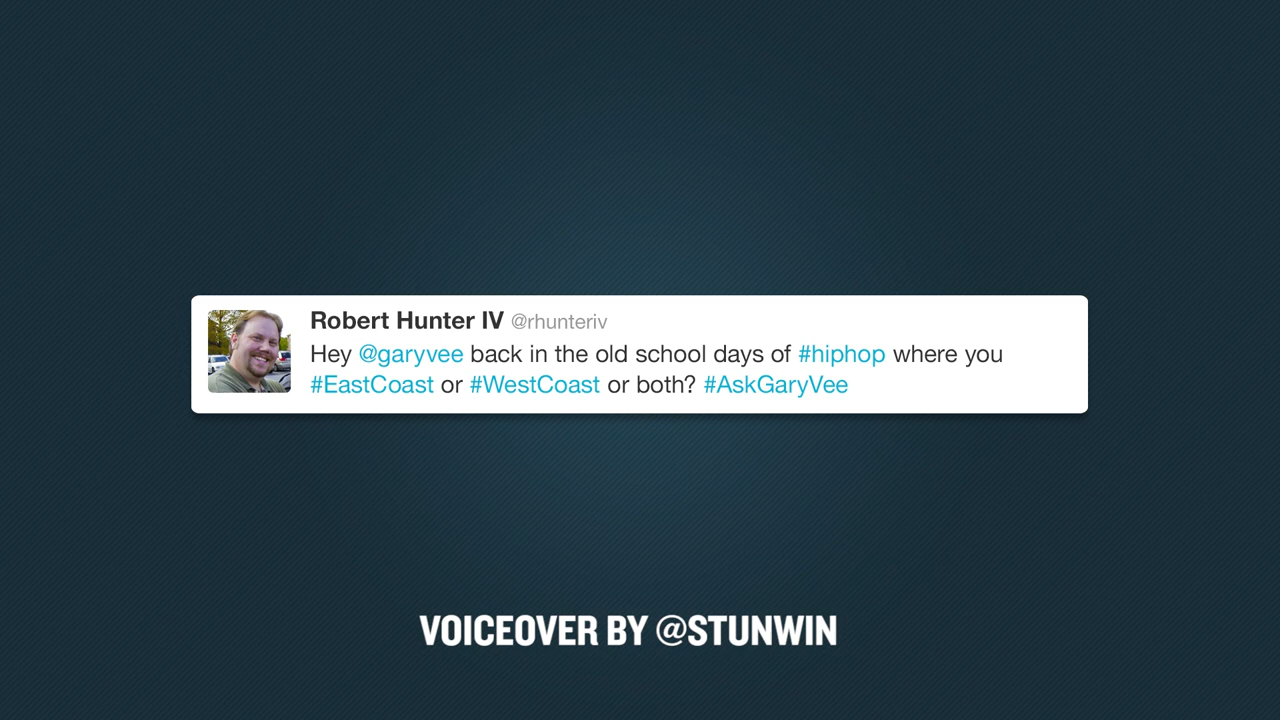 Robert Hunter IV @rhunteriv
Hey @garyvee back in the old school days of #hiphop where you
#EastCoast or #WestCoast or both? #AskGaryVee
VOICEOVER BY @STUNWIN